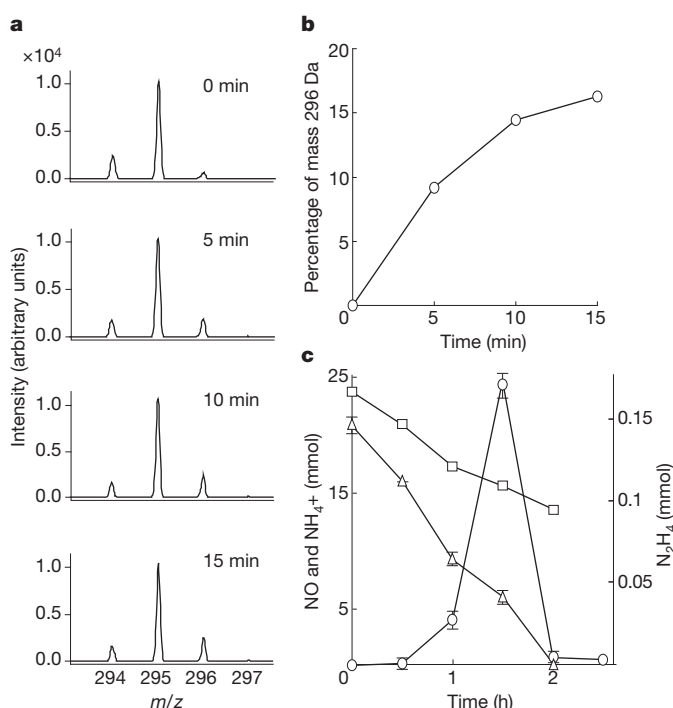 a
×10⁴
Intensity (arbitrary units)
0 min
1.0
0.5
0.0
5 min
1.0
0.5
0.0
10 min
1.0
0.5
0.0
15 min
1.0
0.5
0.0
294 295 296 297
m/z
b
Percentage of mass 296 Da
20
15
10
5
0 5 10 15
Time (min)
c
NO and NH₄+ (mmol)
25
15
5
0 1 2
Time (h)
0.15
0.1
0.05
N₂H₄ (mmol)